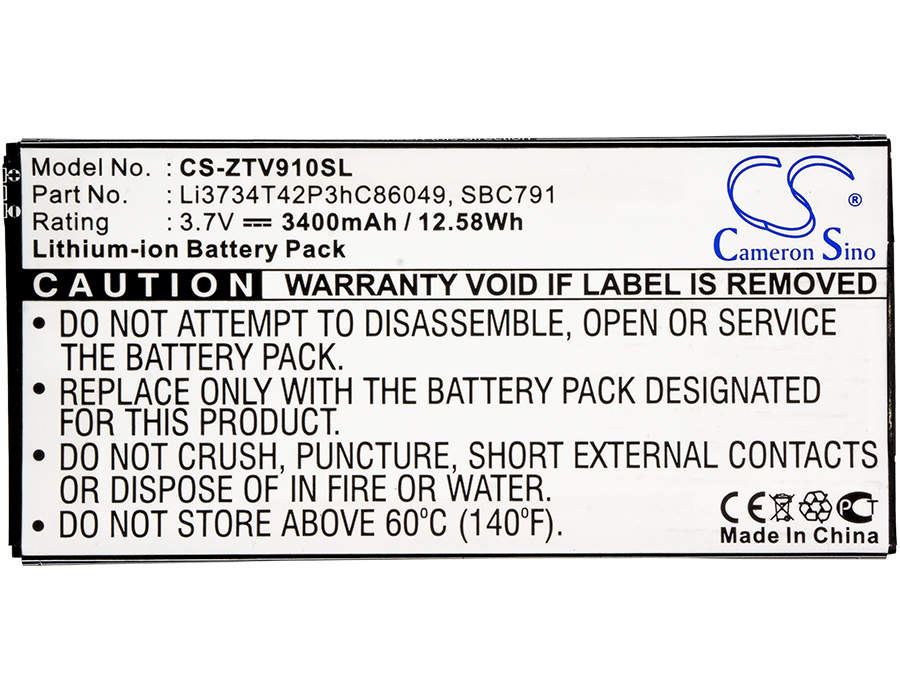 Model No. : CS-ZTV910SL
Part No. : Li3734T42P3hC86049, SBC791
Rating : 3.7V ⎓ 3400mAh / 12.58Wh
Lithium-ion Battery Pack
CS ®
Cameron Sino
CAUTION WARRANTY VOID IF LABEL IS REMOVED
• DO NOT ATTEMPT TO DISASSEMBLE, OPEN OR SERVICE
THE BATTERY PACK.
• REPLACE ONLY WITH THE BATTERY PACK DESIGNATED
FOR THIS PRODUCT.
• DO NOT CRUSH, PUNCTURE, SHORT EXTERNAL CONTACTS
OR DISPOSE OF IN FIRE OR WATER.
• DO NOT STORE ABOVE 60°C (140°F).
CE PCT
Made In China